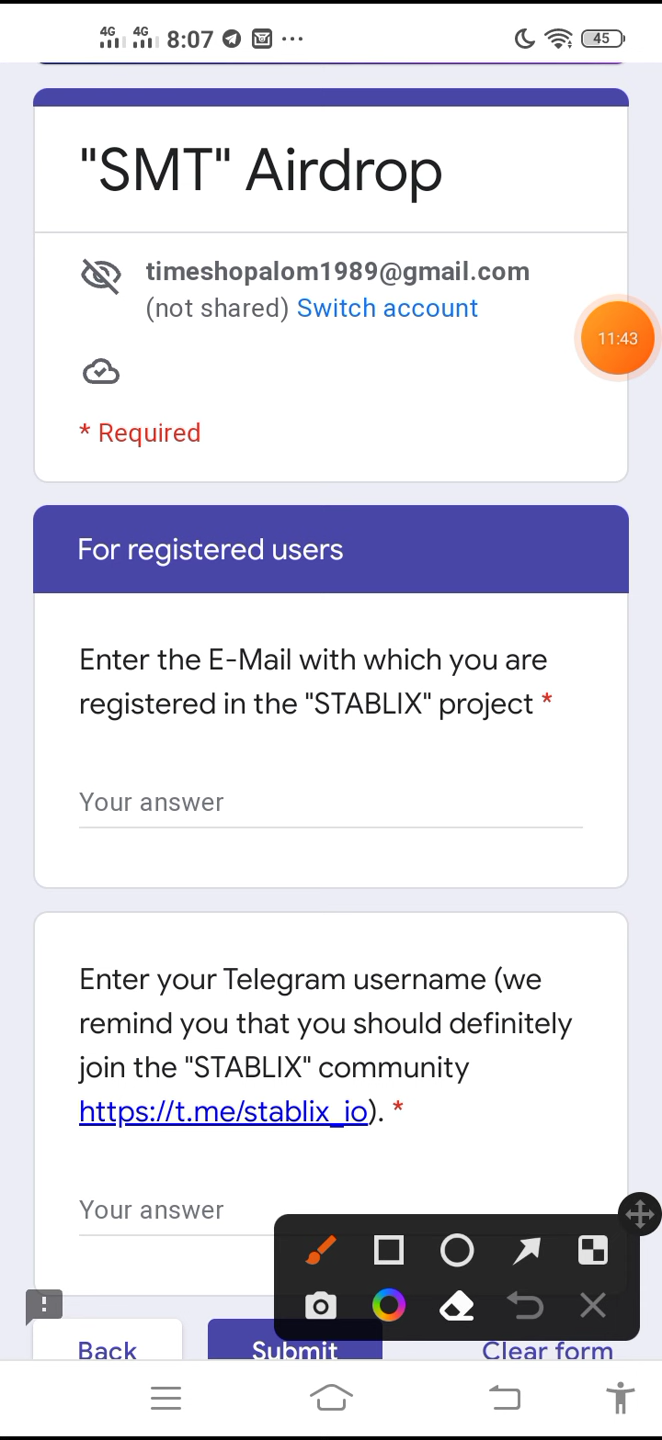 4G 4G 8:07 45
"SMT" Airdrop
timeshopalom1989@gmail.com
(not shared) Switch account
11:43
* Required
For registered users
Enter the E-Mail with which you are
registered in the "STABLIX" project *
Your answer
Enter your Telegram username (we
remind you that you should definitely
join the "STABLIX" community
https://t.me/stablix_io). *
Your answer
Back Submit Clear form